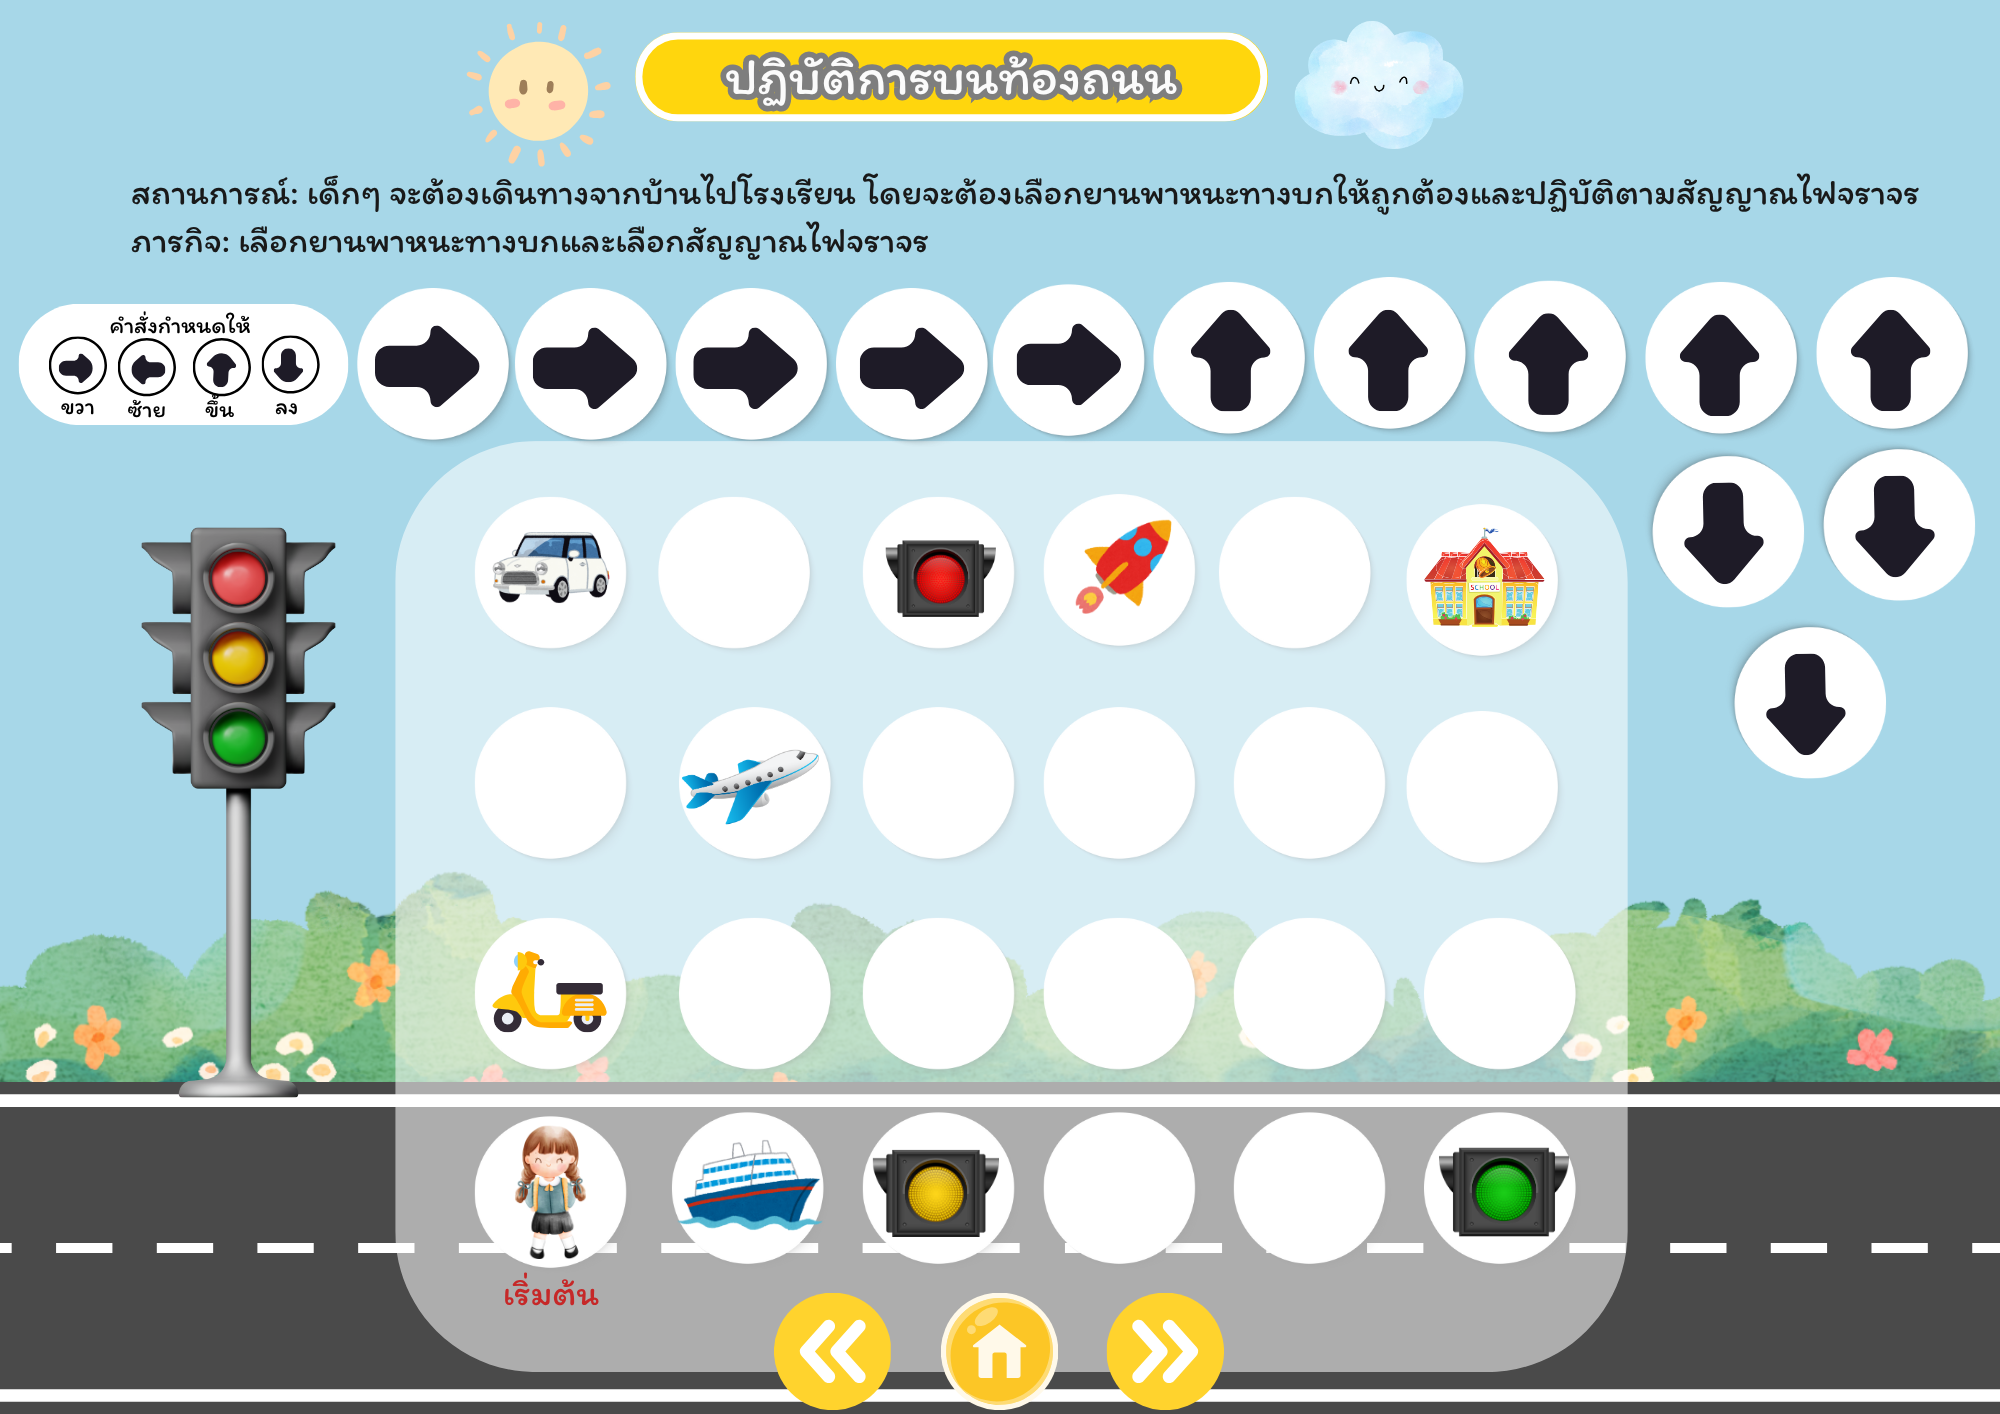 ปฏิบัติการบนท้องถนน
สถานการณ์: เด็กๆ จะต้องเดินทางจากบ้านไปโรงเรียน โดยจะต้องเลือกยานพาหนะทางบกให้ถูกต้องและปฏิบัติตามสัญญาณไฟจราจร
ภารกิจ: เลือกยานพาหนะทางบกและเลือกสัญญาณไฟจราจร
คำสั่งกำหนดให้
ขวา ซ้าย ขึ้น ลง
SCHOOL
เริ่มต้น